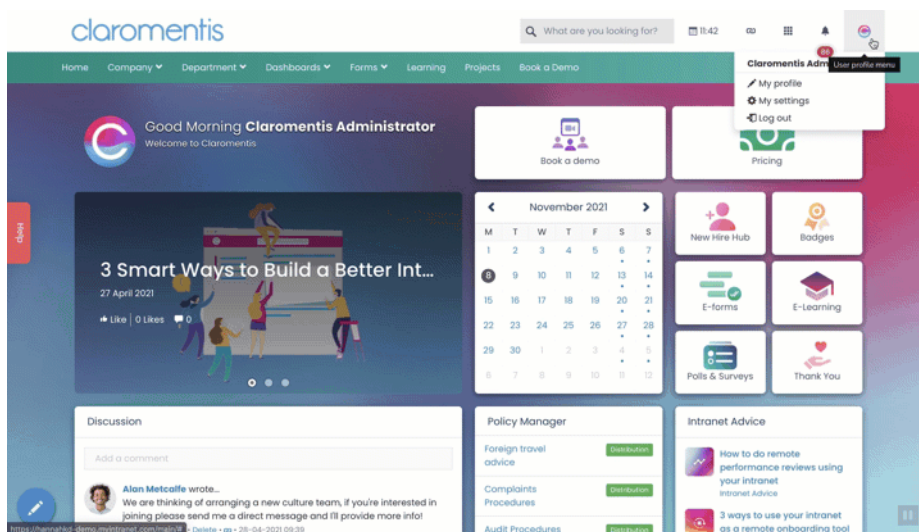 claromentis
What are you looking for?
11:42
Home Company Department Dashboards Forms Learning Projects Book a Demo
Claromentis Adm
User profile menu
My profile
My settings
Log out
Good Morning Claromentis Administrator
Welcome to Claromentis
Book a demo
Pricing
Help
3 Smart Ways to Build a Better Int...
27 April 2021
Like 0 Likes 0
November 2021
M T W T F S S
1 2 3 4 5 6 7
8 9 10 11 12 13 14
15 16 17 18 19 20 21
22 23 24 25 26 27 28
29 30 1 2 3 4 5
6 7 8 9 10 11 12
New Hire Hub
Badges
E-forms
E-Learning
Polls & Surveys
Thank You
Discussion
Add a comment
Alan Metcalfe wrote...
We are thinking of arranging a new culture team, if you're interested in
joining please send me a direct message and I'll provide more info!
Delete • 28-04-2021 09:39
https://hannahkd-demo.myintranet.com/main/#
Policy Manager
Foreign travel
advice
Distribution
Complaints
Procedures
Distribution
Audit Procedures
Distribution
Intranet Advice
How to do remote
performance reviews using
your intranet
Intranet Advice
3 ways to use your intranet
as a remote onboarding tool